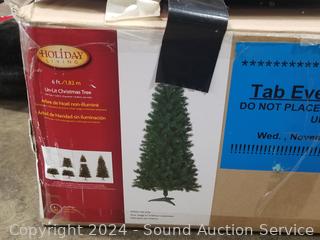 HOLIDAY
LIVING
6 ft./1.83 m
Un-Lit Christmas Tree
Arbre de Noël non-illuminé
Árbol de Navidad sin iluminación
*******************
Tab Eve
DO NOT PLACE
Wed. , Novem
!!!!!!!!!!!!!!!!!!!!!!!!
Copyright 2024 - Sound Auction Service